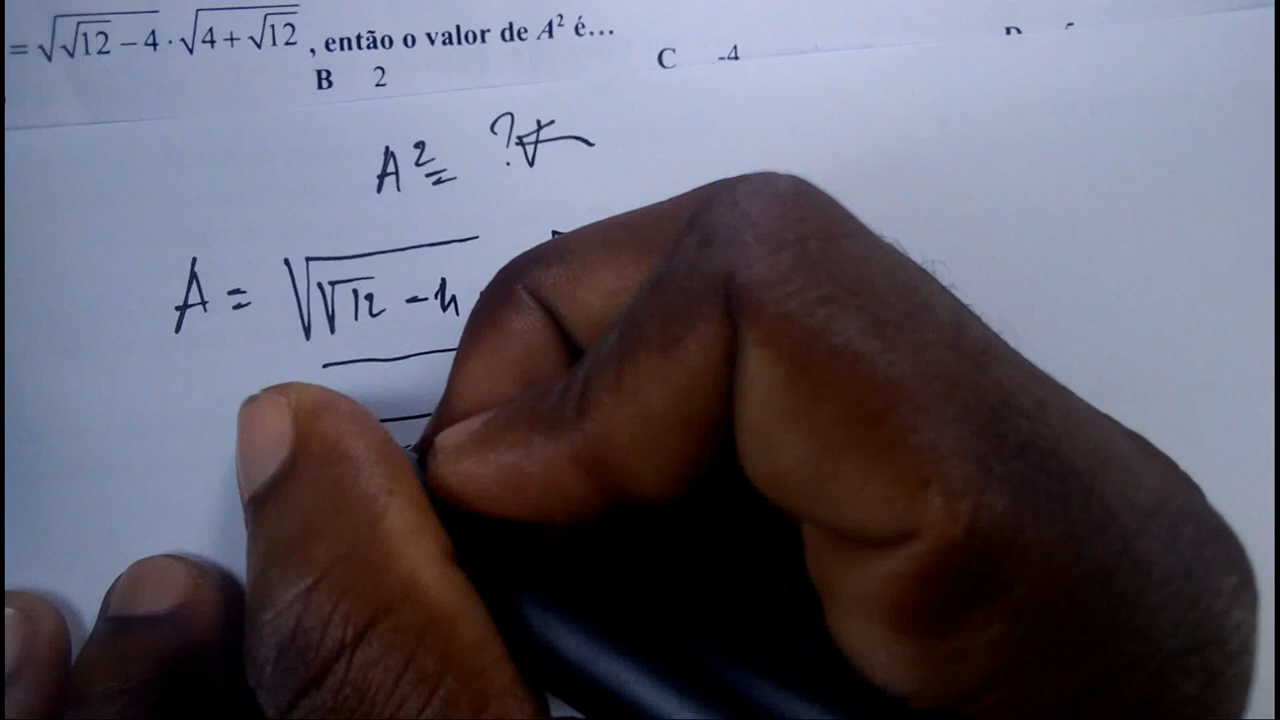 = √(√12 − 4) · √(4 + √12) , então o valor de A² é...
B 2 C -4
A² = ?
A = √(√12 - 4